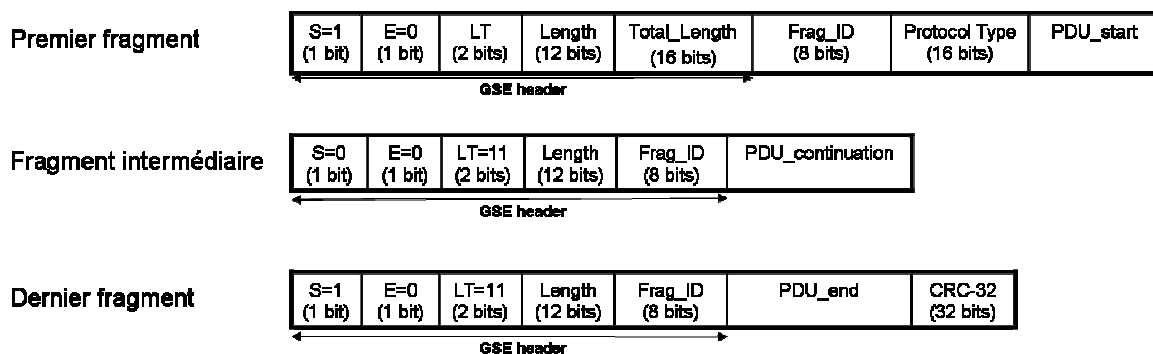 Premier fragment
S=1 E=0 LT Length Total_Length Frag_ID Protocol Type PDU_start
(1 bit) (1 bit) (2 bits) (12 bits) (16 bits) (8 bits) (16 bits)
GSE header
Fragment intermédiaire
S=0 E=0 LT=11 Length Frag_ID PDU_continuation
(1 bit) (1 bit) (2 bits) (12 bits) (8 bits)
GSE header
Dernier fragment
S=1 E=0 LT=11 Length Frag_ID PDU_end CRC-32
(1 bit) (1 bit) (2 bits) (12 bits) (8 bits) (32 bits)
GSE header